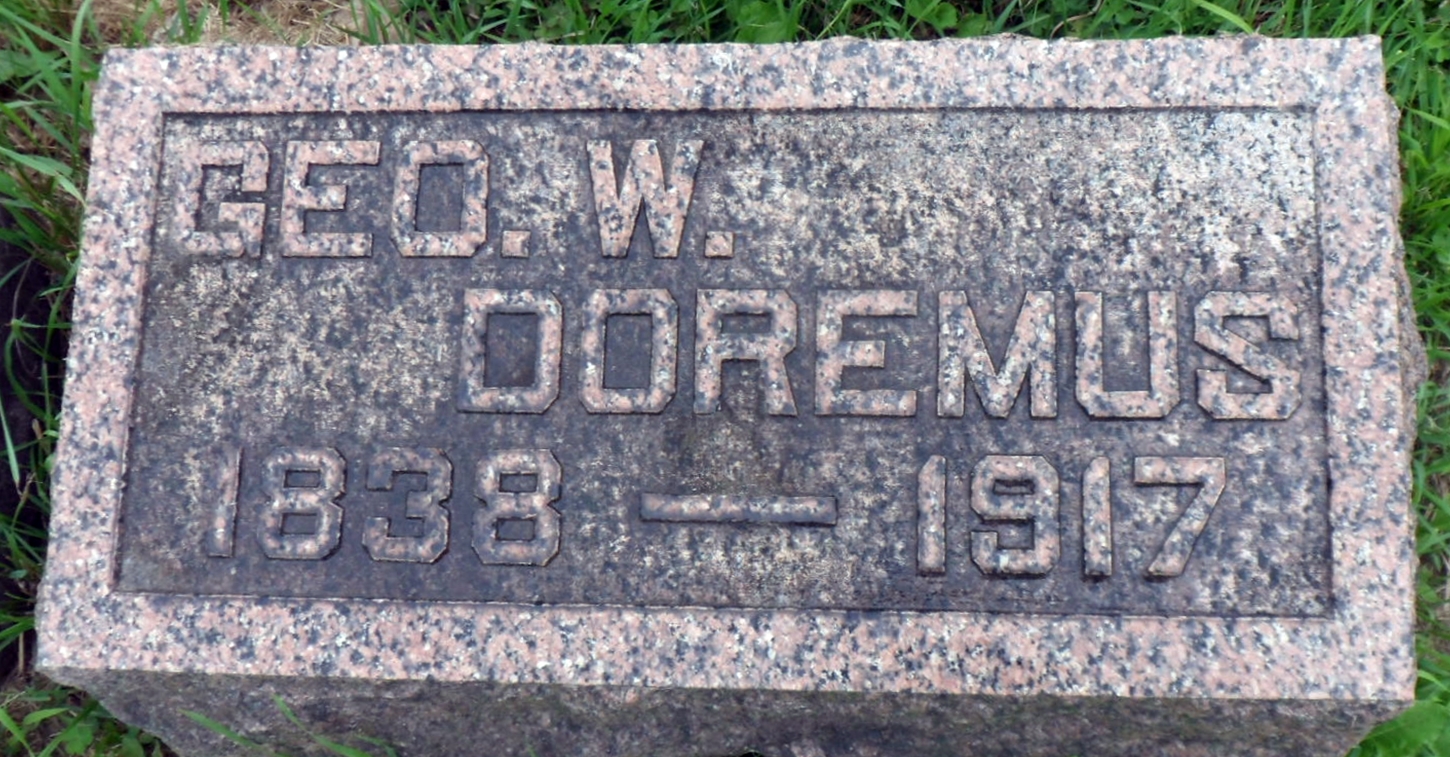 GEO. W.
DOREMUS
1838 — 1917